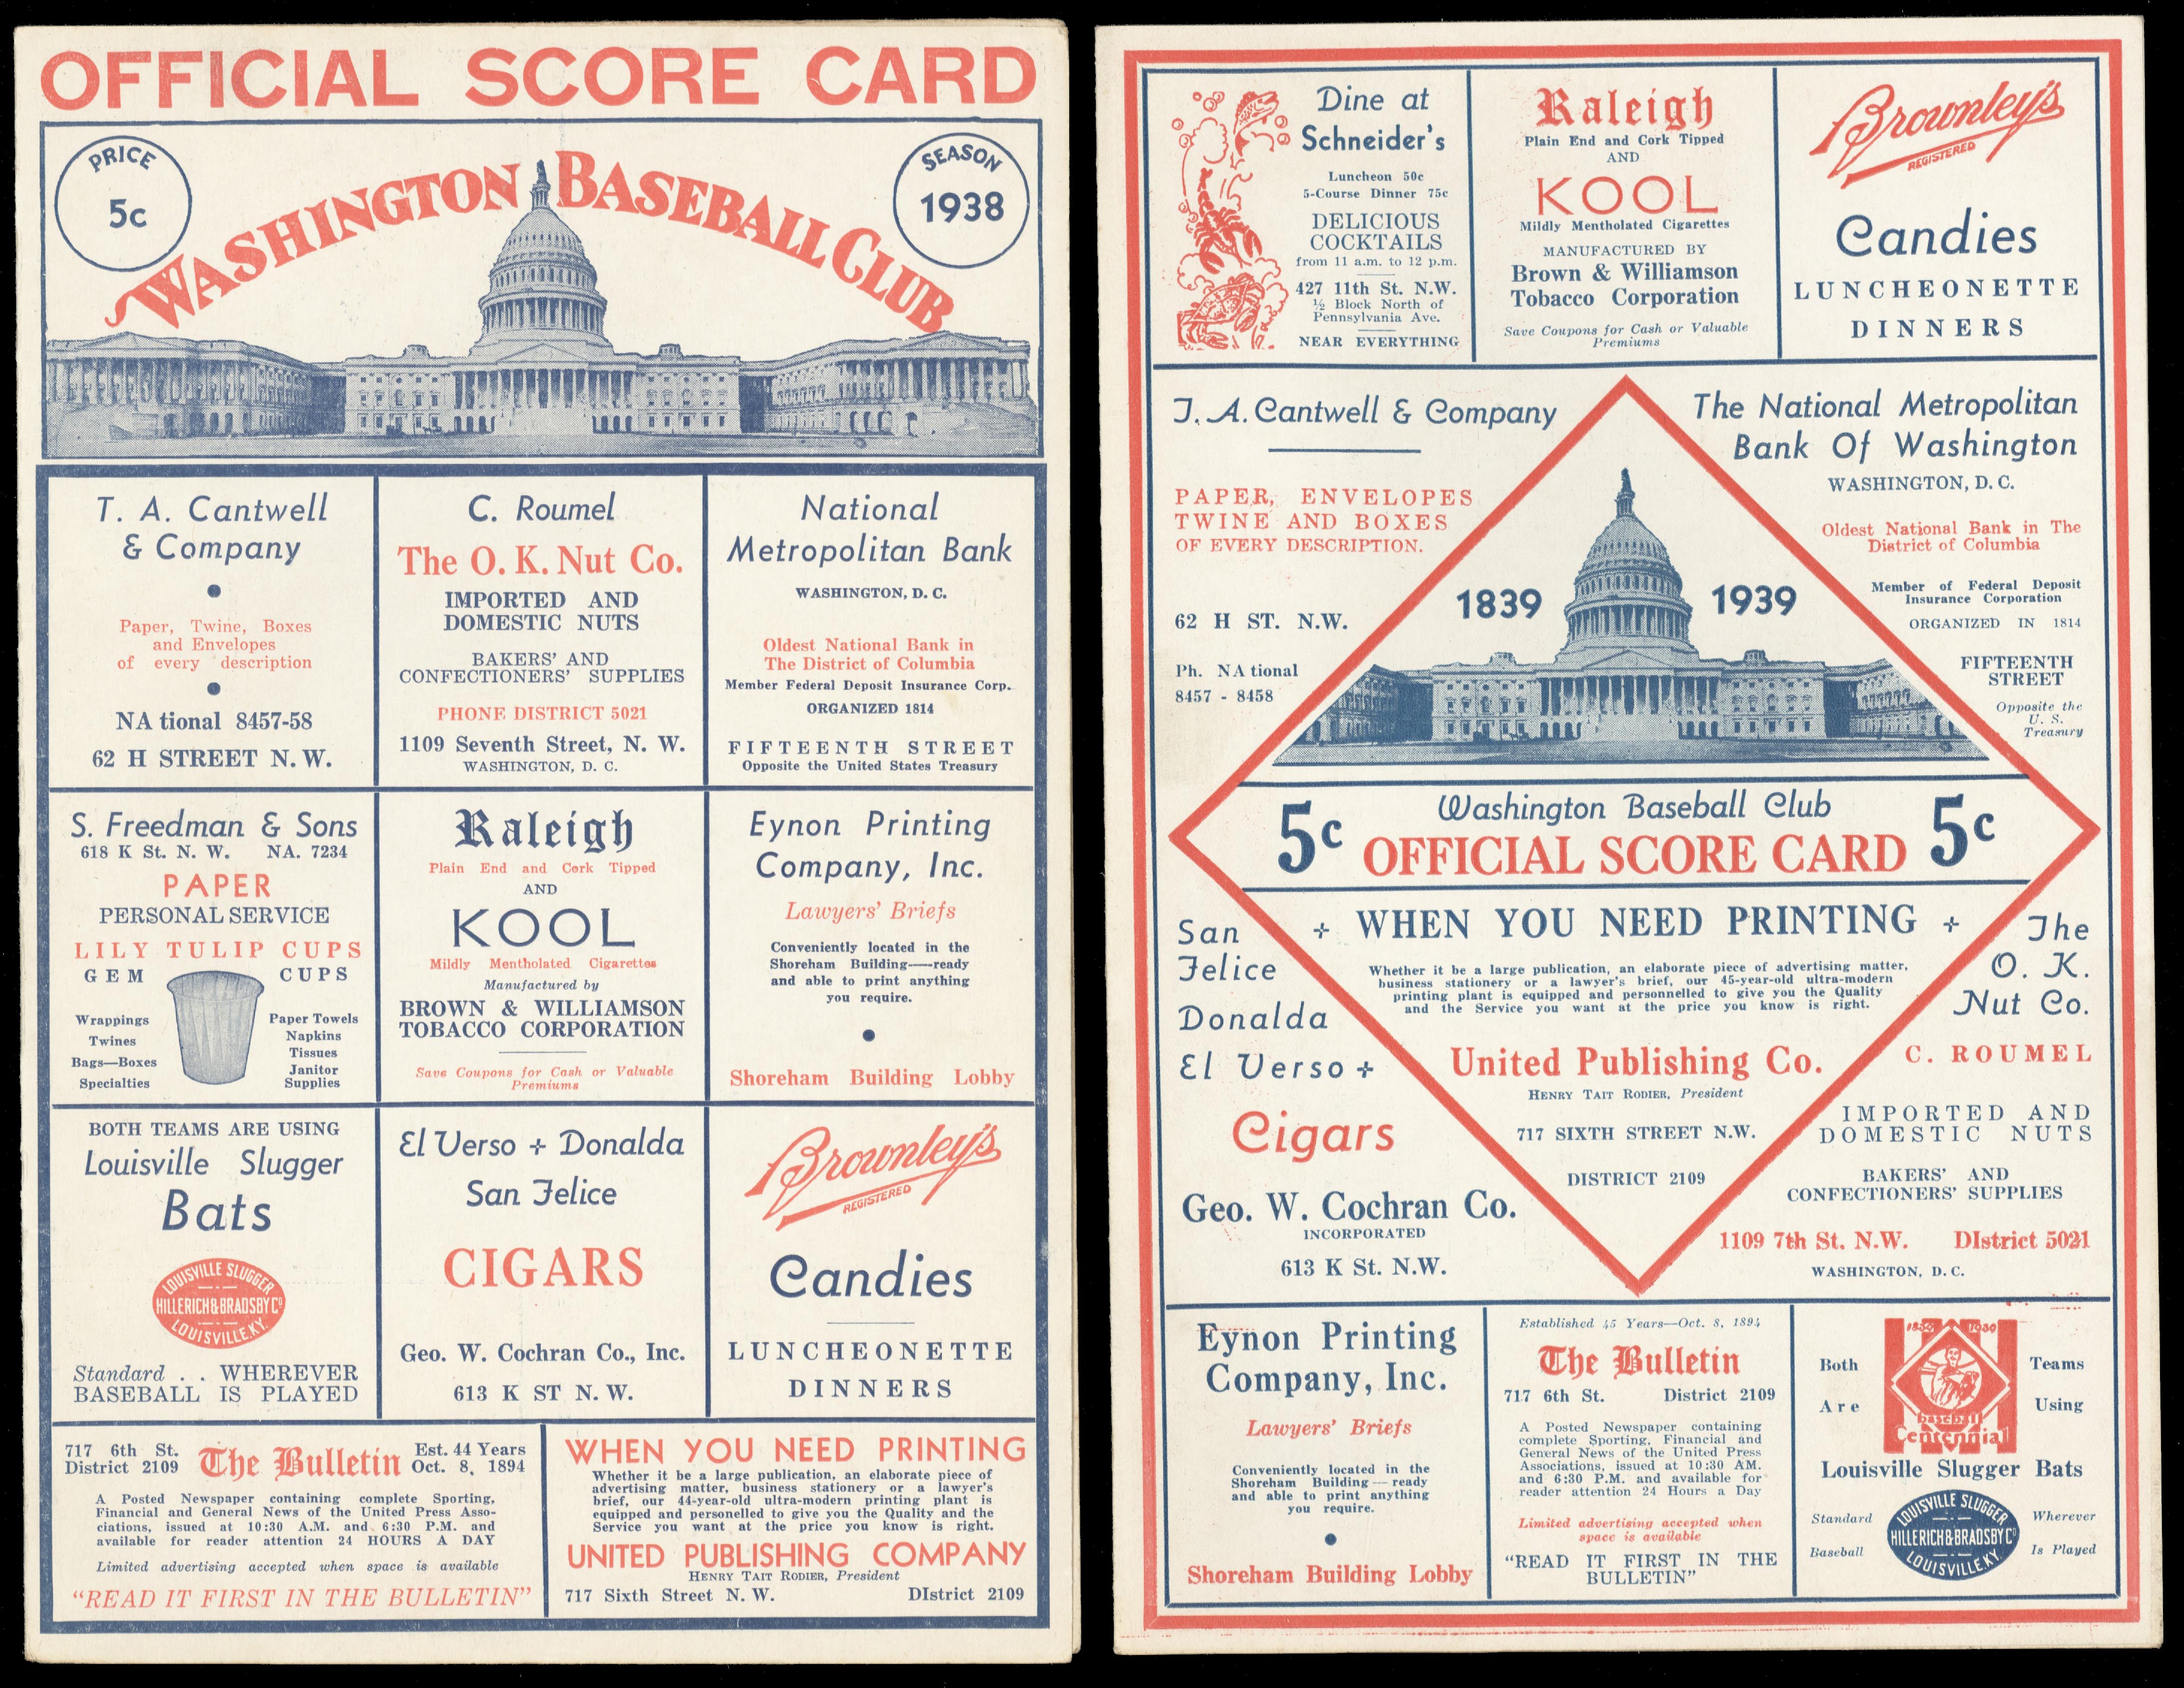 OFFICIAL SCORE CARD
PRICE
5c
WASHINGTON BASEBALL CLUB
SEASON
1938
T. A. Cantwell
& Company
Paper, Twine, Boxes
and Envelopes
of every description
NA tional 8457-58
62 H STREET N. W.
C. Roumel
The O. K. Nut Co.
IMPORTED AND
DOMESTIC NUTS
BAKERS' AND
CONFECTIONERS' SUPPLIES
PHONE DISTRICT 5021
1109 Seventh Street, N. W.
WASHINGTON, D. C.
National
Metropolitan Bank
WASHINGTON, D. C.
Oldest National Bank in
The District of Columbia
Member Federal Deposit Insurance Corp.
ORGANIZED 1814
FIFTEENTH STREET
Opposite the United States Treasury
S. Freedman & Sons
618 K St. N. W. NA. 7234
PAPER
PERSONAL SERVICE
LILY TULIP CUPS
GEM CUPS
Wrappings
Twines
Bags—Boxes
Specialties
Paper Towels
Napkins
Tissues
Janitor
Supplies
Raleigh
Plain End and Cork Tipped
AND
KOOL
Mildly Mentholated Cigarettes
Manufactured by
BROWN & WILLIAMSON
TOBACCO CORPORATION
Save Coupons for Cash or Valuable
Premiums
Eynon Printing
Company, Inc.
Lawyers' Briefs
Conveniently located in the
Shoreham Building—ready
and able to print anything
you require.
Shoreham Building Lobby
BOTH TEAMS ARE USING
Louisville Slugger
Bats
LOUISVILLE SLUGGER
HILLERICH & BRADSBY Co
LOUISVILLE.KY.
Standard . . WHEREVER
BASEBALL IS PLAYED
El Verso + Donalda
San Felice
CIGARS
Geo. W. Cochran Co., Inc.
613 K ST N. W.
Brownley's
REGISTERED
Candies
LUNCHEONETTE
DINNERS
717 6th St.
District 2109
The Bulletin
Est. 44 Years
Oct. 8, 1894
A Posted Newspaper containing complete Sporting,
Financial and General News of the United Press Asso-
ciations, issued at 10:30 A.M. and 6:30 P.M. and
available for reader attention 24 HOURS A DAY
Limited advertising accepted when space is available
"READ IT FIRST IN THE BULLETIN"
WHEN YOU NEED PRINTING
Whether it be a large publication, an elaborate piece of
advertising matter, business stationery or a lawyer's
brief, our 44-year-old ultra-modern printing plant is
equipped and personelled to give you the Quality and the
Service you want at the price you know is right.
UNITED PUBLISHING COMPANY
HENRY TAIT RODIER, President
717 Sixth Street N. W. DIstrict 2109
Dine at
Schneider's
Luncheon 50c
5-Course Dinner 75c
DELICIOUS
COCKTAILS
from 11 a.m. to 12 p.m.
427 11th St. N.W.
½ Block North of
Pennsylvania Ave.
NEAR EVERYTHING
Raleigh
Plain End and Cork Tipped
AND
KOOL
Mildly Mentholated Cigarettes
MANUFACTURED BY
Brown & Williamson
Tobacco Corporation
Save Coupons for Cash or Valuable
Premiums
Brownley's
REGISTERED
Candies
LUNCHEONETTE
DINNERS
T. A. Cantwell & Company
PAPER, ENVELOPES
TWINE AND BOXES
OF EVERY DESCRIPTION.
62 H ST. N.W.
Ph. NA tional
8457 - 8458
The National Metropolitan
Bank Of Washington
WASHINGTON, D. C.
Oldest National Bank in The
District of Columbia
Member of Federal Deposit
Insurance Corporation
ORGANIZED IN 1814
FIFTEENTH
STREET
Opposite the
U. S.
Treasury
1839 1939
5c
Washington Baseball Club
OFFICIAL SCORE CARD
5c
+ WHEN YOU NEED PRINTING +
Whether it be a large publication, an elaborate piece of advertising matter,
business stationery or a lawyer's brief, our 45-year-old ultra-modern
printing plant is equipped and personnelled to give you the Quality
and the Service you want at the price you know is right.
United Publishing Co.
HENRY TAIT RODIER, President
717 SIXTH STREET N.W.
DISTRICT 2109
San
Felice
Donalda
El Verso +
Cigars
Geo. W. Cochran Co.
INCORPORATED
613 K St. N.W.
The
O. K.
Nut Co.
C. ROUMEL
IMPORTED AND
DOMESTIC NUTS
BAKERS' AND
CONFECTIONERS' SUPPLIES
1109 7th St. N.W. DIstrict 5021
WASHINGTON, D. C.
Eynon Printing
Company, Inc.
Lawyers' Briefs
Conveniently located in the
Shoreham Building — ready
and able to print anything
you require.
Shoreham Building Lobby
Established 45 Years—Oct. 8, 1894
The Bulletin
717 6th St. District 2109
A Posted Newspaper containing
complete Sporting, Financial and
General News of the United Press
Associations, issued at 10:30 AM.
and 6:30 P.M. and available for
reader attention 24 Hours a Day
Limited advertising accepted when
space is available
"READ IT FIRST IN THE
BULLETIN"
Both Teams
Are Using
1839 1939
baseball
Centennial
Louisville Slugger Bats
Standard Wherever
Baseball Is Played
LOUISVILLE SLUGGER
HILLERICH & BRADSBY Co
LOUISVILLE.KY.